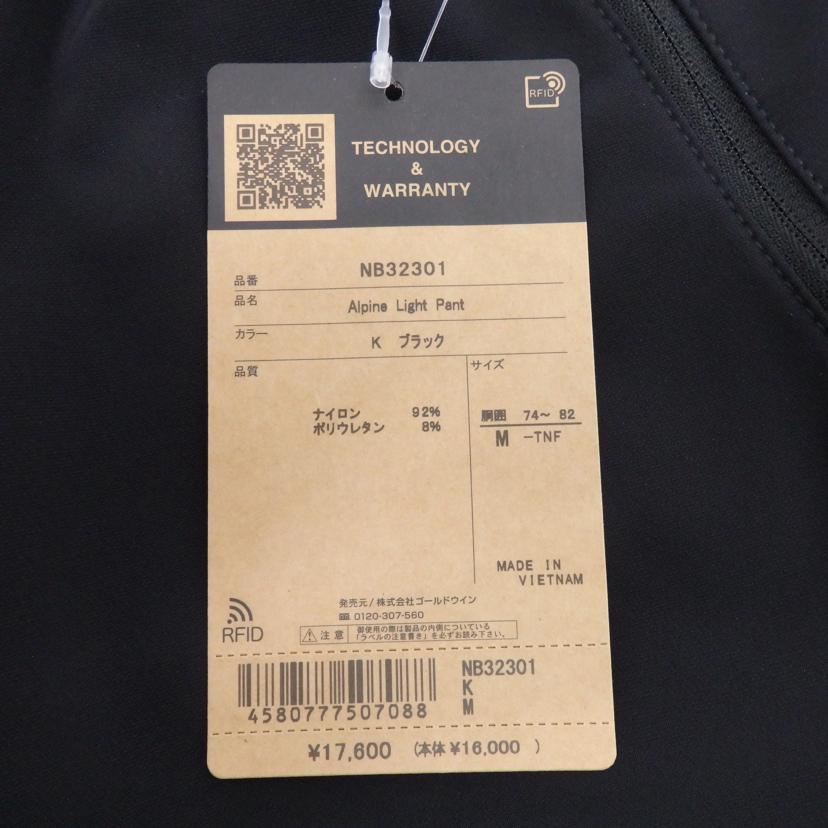 RFID
TECHNOLOGY
&
WARRANTY
品番 NB32301
品名 Alpine Light Pant
カラー K ブラック
品質
ナイロン 92%
ポリウレタン 8%
サイズ
胴囲 74～ 82
M -TNF
MADE IN
VIETNAM
発売元/株式会社ゴールドウイン
0120-307-560
RFID
注意 御使用の際は製品の内側についている
「ラベルの注意書き」を必ずお読み下さい。
4580777507088
NB32301
K
M
¥17,600 (本体 ¥16,000 )